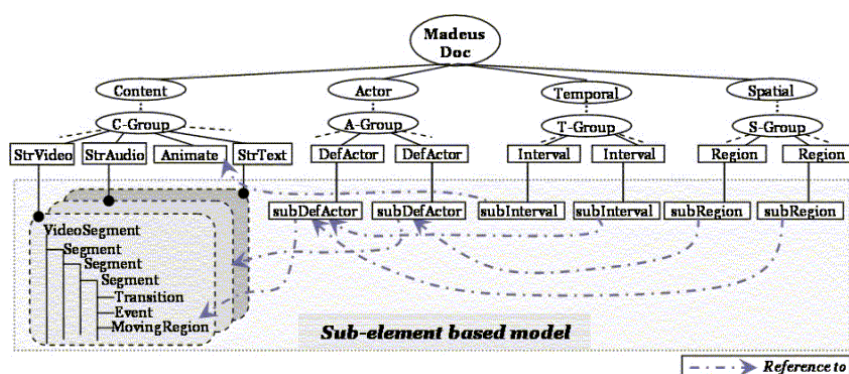 Madeus
Doc
Content Actor Temporal Spatial
C-Group A-Group T-Group S-Group
StrVideo StrAudio Animate StrText DefActor DefActor Interval Interval Region Region
subDefActor subDefActor subInterval subInterval subRegion subRegion
VideoSegment
Segment
Segment
Segment
Transition
Event
MovingRegion
Sub-element based model
Reference to